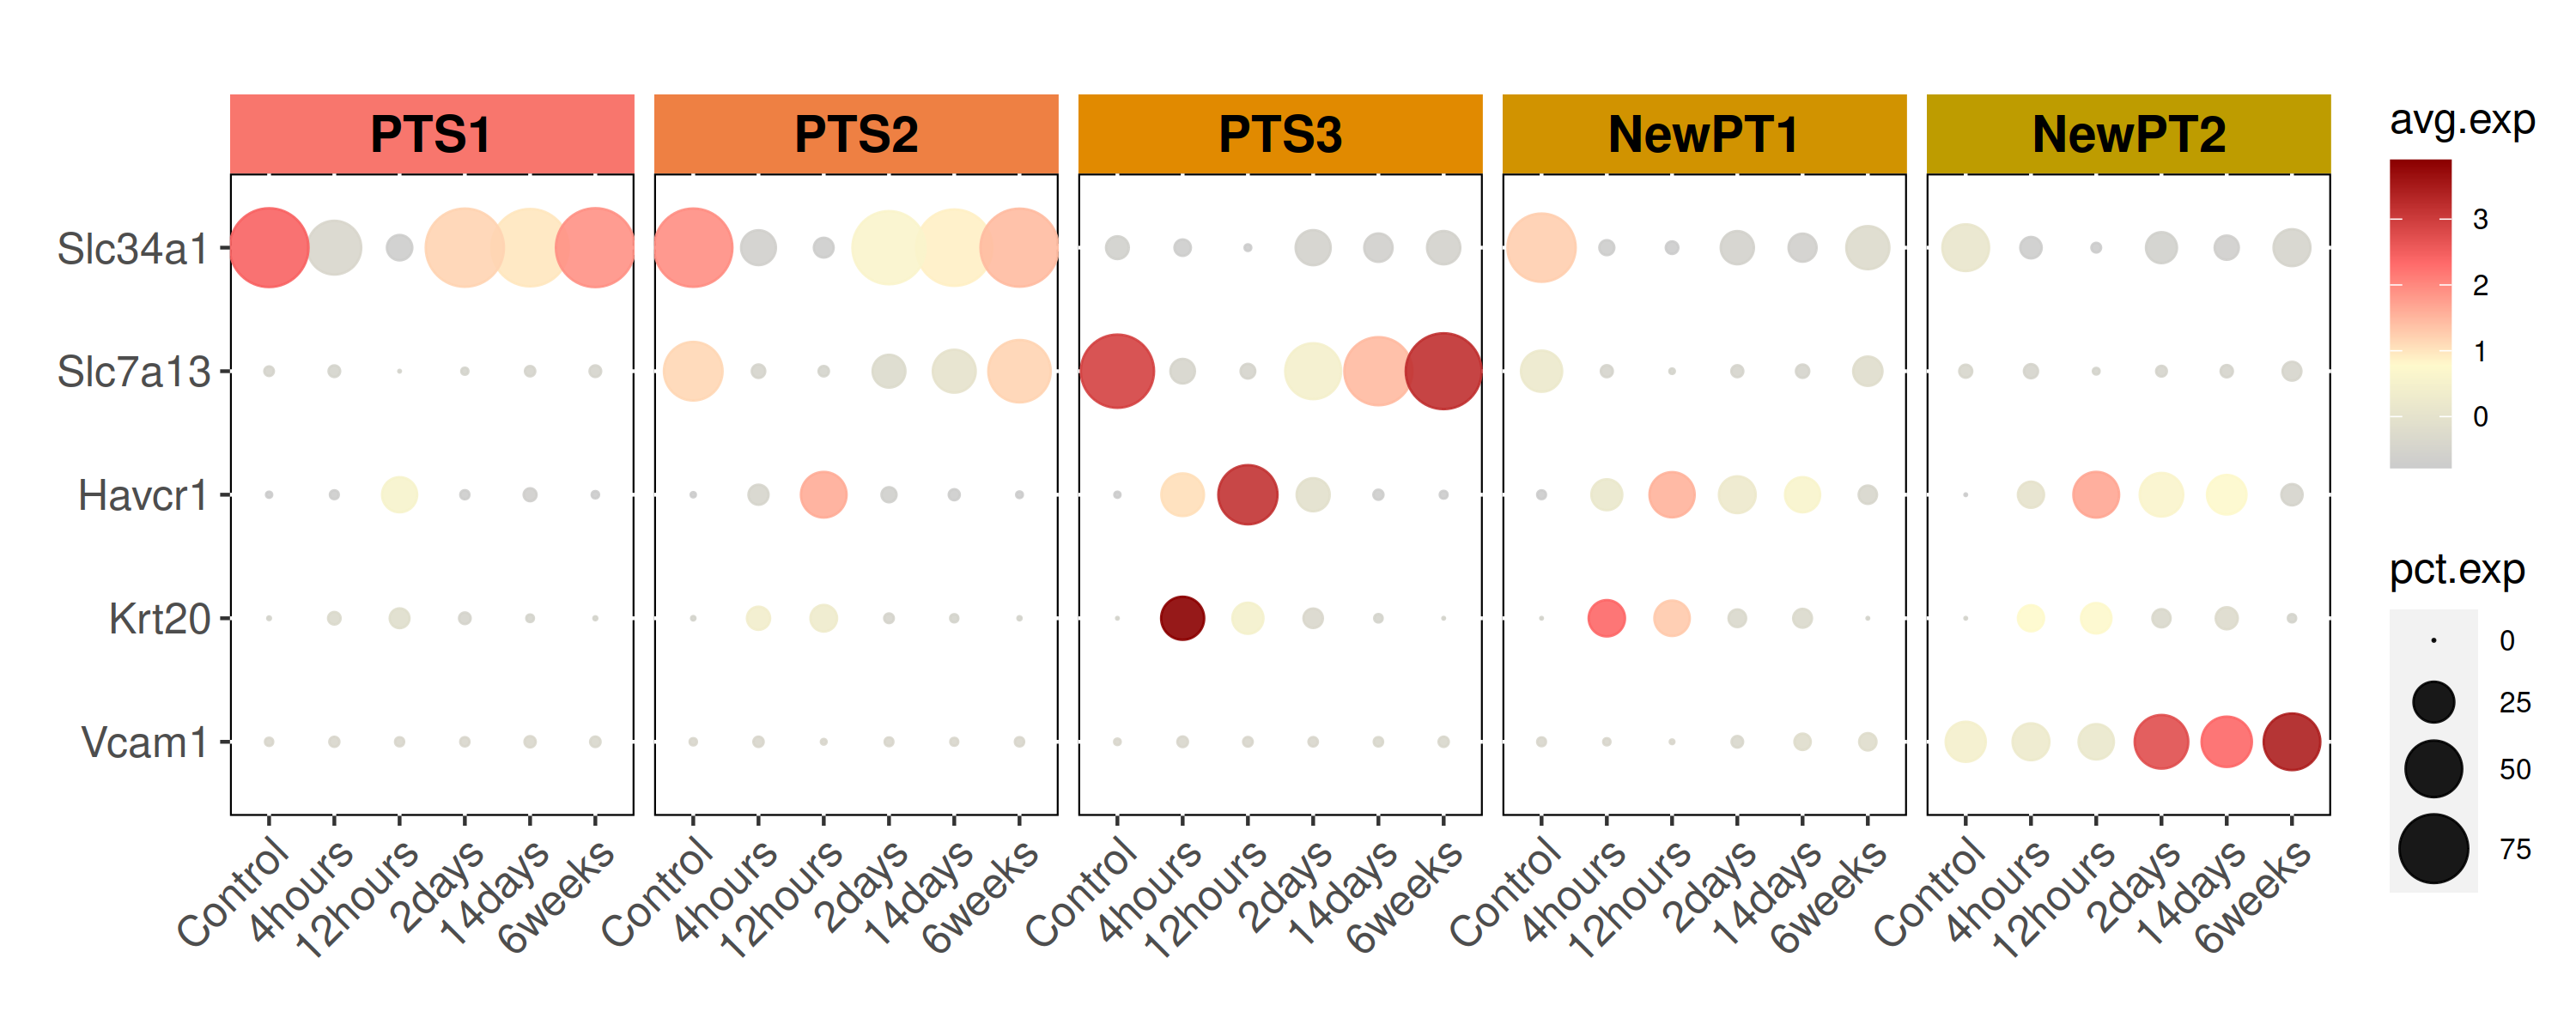 PTS1 PTS2 PTS3 NewPT1 NewPT2
Slc34a1
Slc7a13
Havcr1
Krt20
Vcam1
Control 4hours 12hours 2days 14days 6weeks Control 4hours 12hours 2days 14days 6weeks Control 4hours 12hours 2days 14days 6weeks Control 4hours 12hours 2days 14days 6weeks Control 4hours 12hours 2days 14days 6weeks
avg.exp
3
2
1
0
pct.exp
0
25
50
75